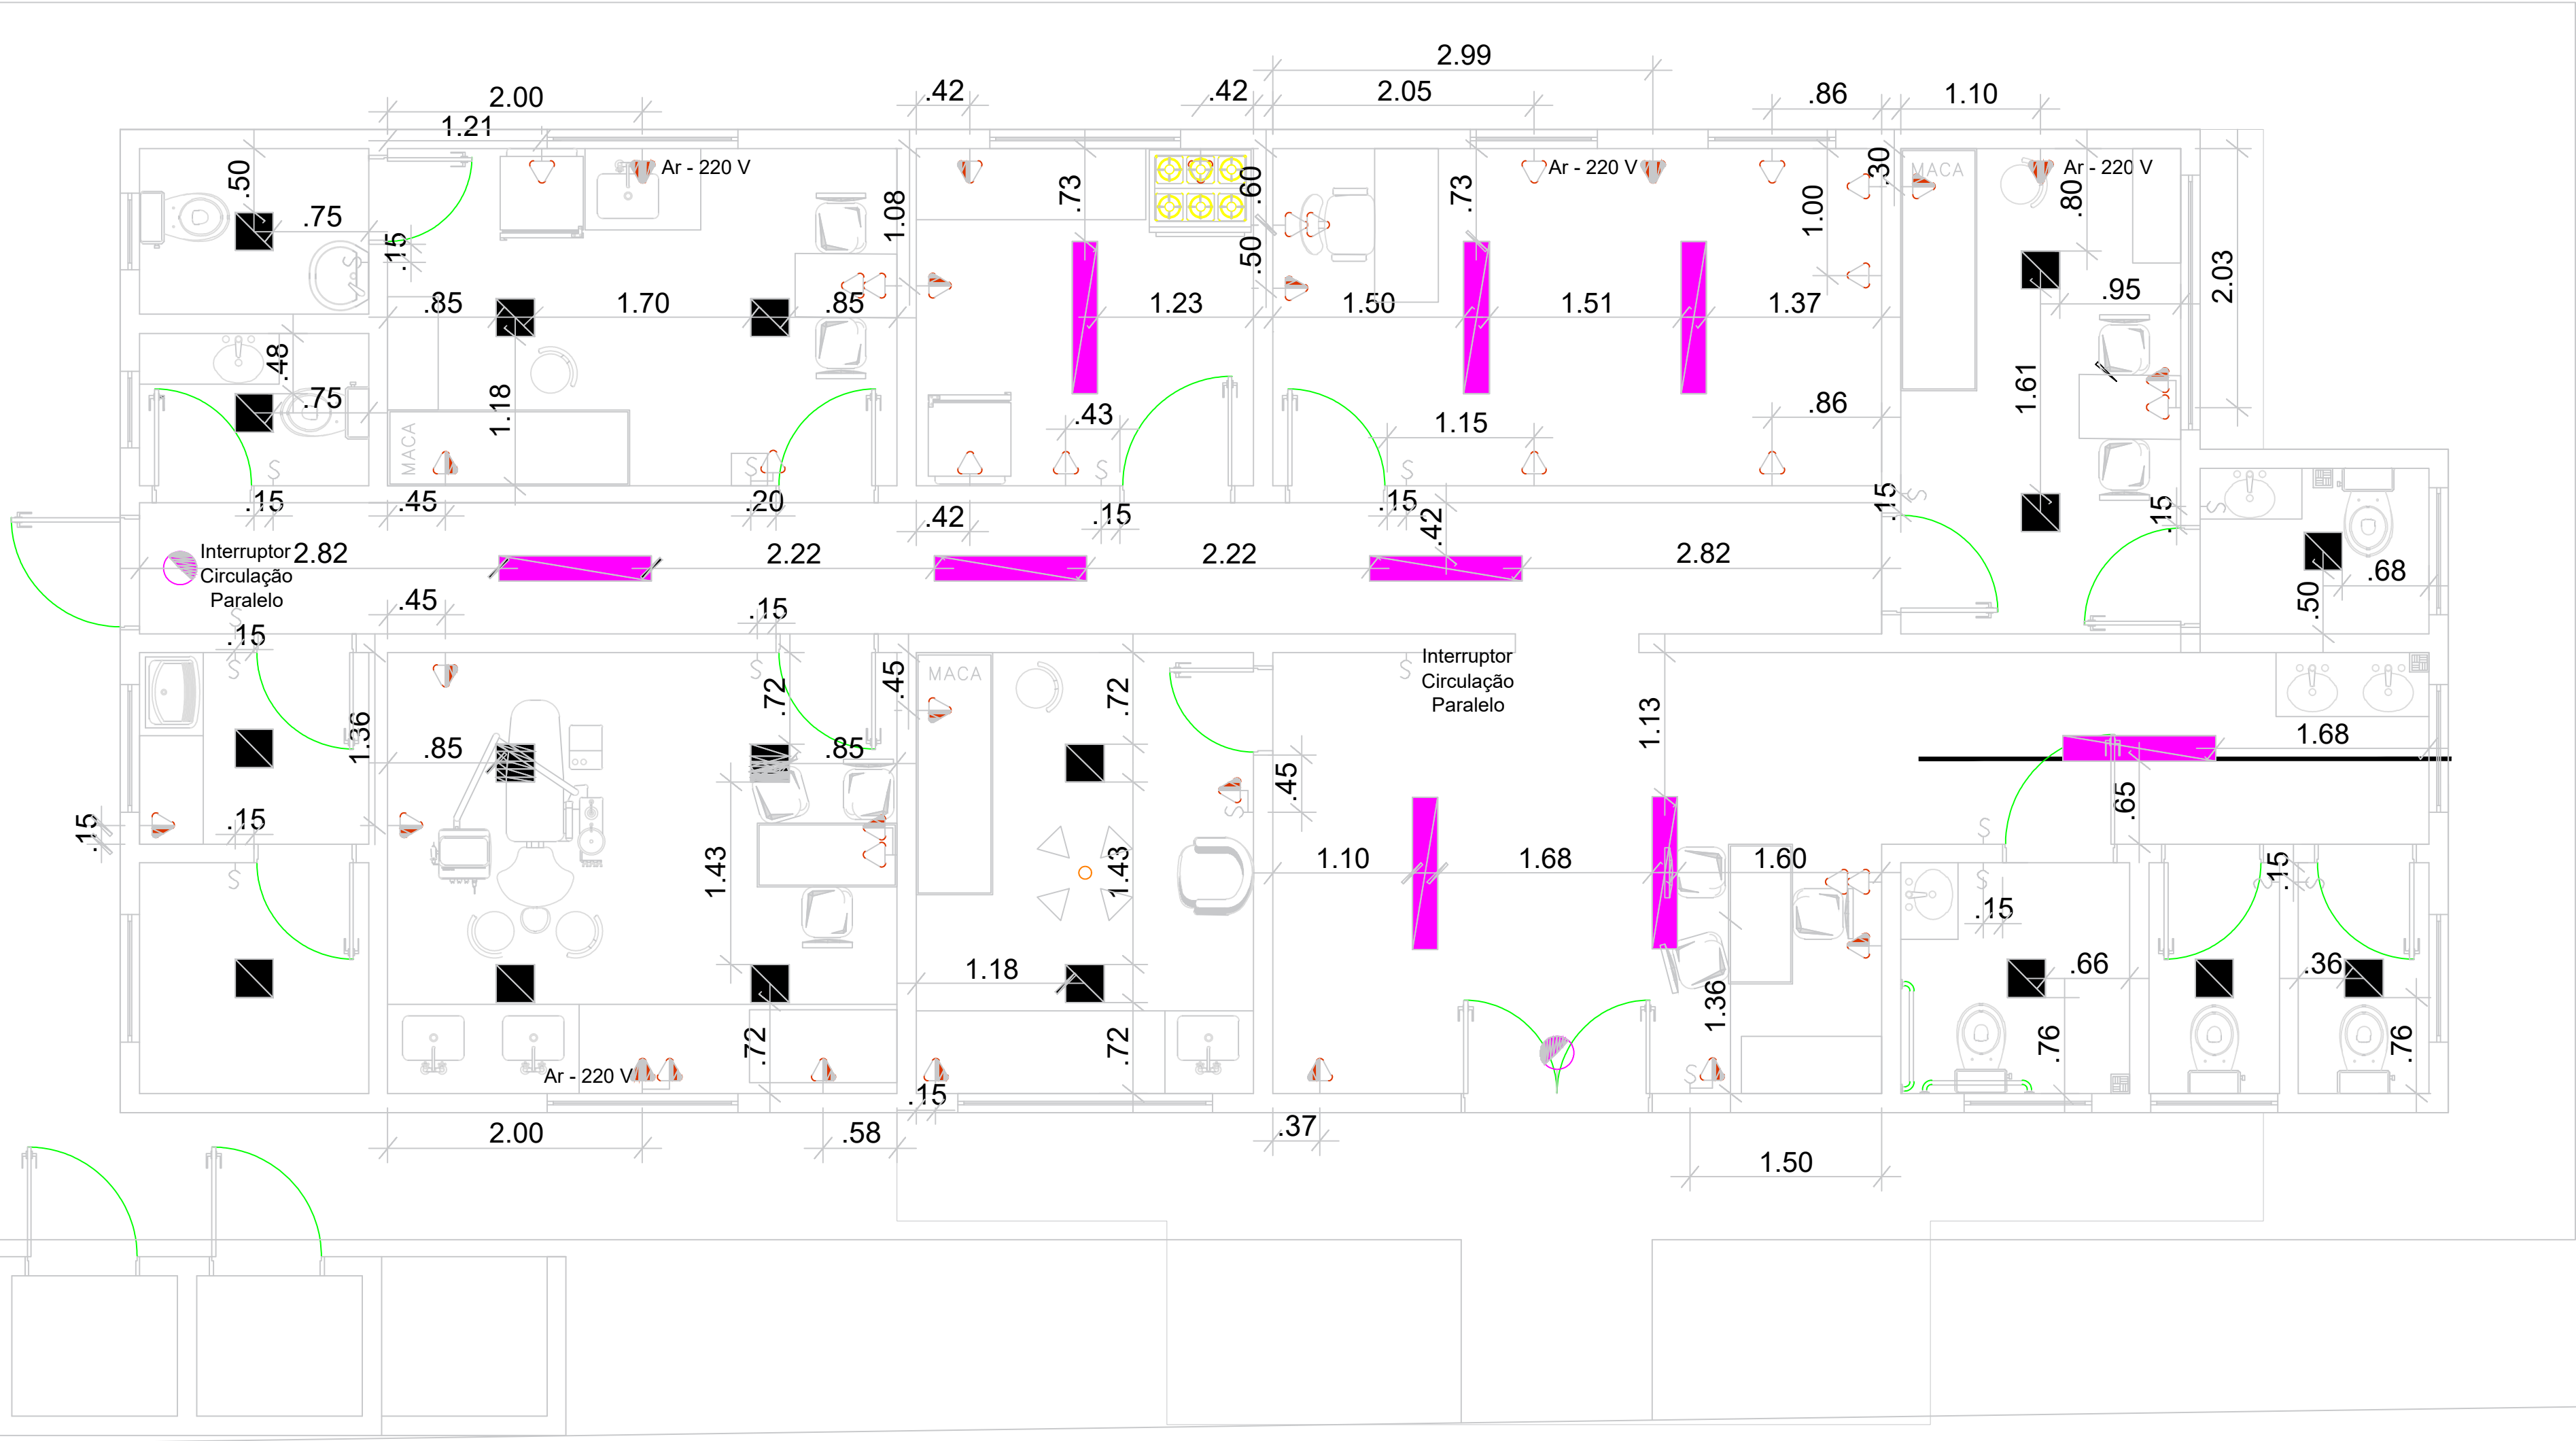 2.99
2.00
.42
.42
2.05
.86
1.10
1.21
Ar - 220 V
Ar - 220 V
Ar - 220 V
.50
.60
.30
MACA
.73
.73
.80
.75
1.08
1.00
.15
.50
2.03
.85
1.70
.85
1.23
1.50
1.51
1.37
.95
.48
.75
1.18
1.61
.43
1.15
.86
MACA
S
S
S
S
S
S
.15
.45
.20
.42
.15
.15
.42
.15
.15
Interruptor
Circulação
Paralelo
2.82
2.22
2.22
2.82
.68
.50
.45
.15
S
.15
S
S
S
Interruptor
Circulação
Paralelo
.72
.45
MACA
.72
1.13
1.36
.85
.85
1.68
.45
.65
.15
.15
S
S
1.43
1.43
1.10
1.68
1.60
S
S
S
.15
.15
1.18
.66
.36
1.36
.72
.72
.76
.76
Ar - 220 V
S
.15
2.00
.58
.37
1.50